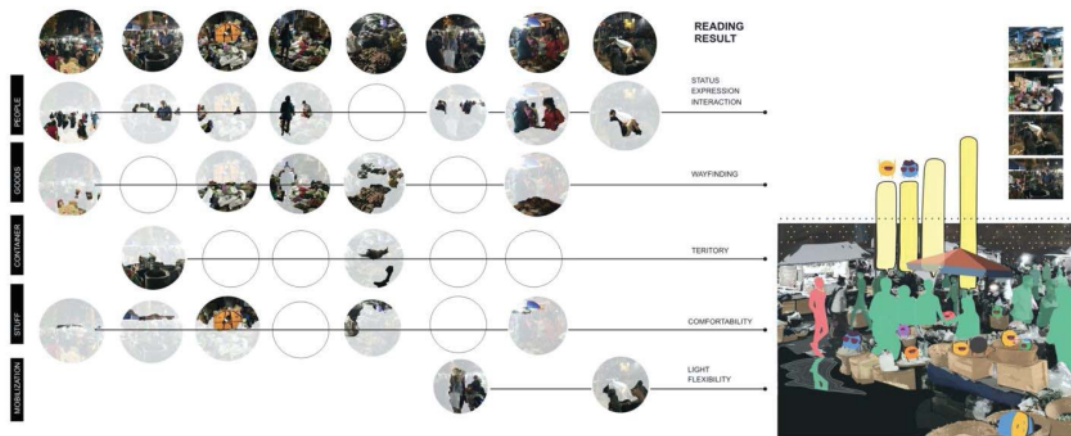 READING
RESULT
PEOPLE
STATUS
EXPRESSION
INTERACTION
GOODS
WAYFINDING
CONTAINER
TERITORY
STUFF
COMFORTABILITY
MOBILIZATION
LIGHT
FLEXIBILITY